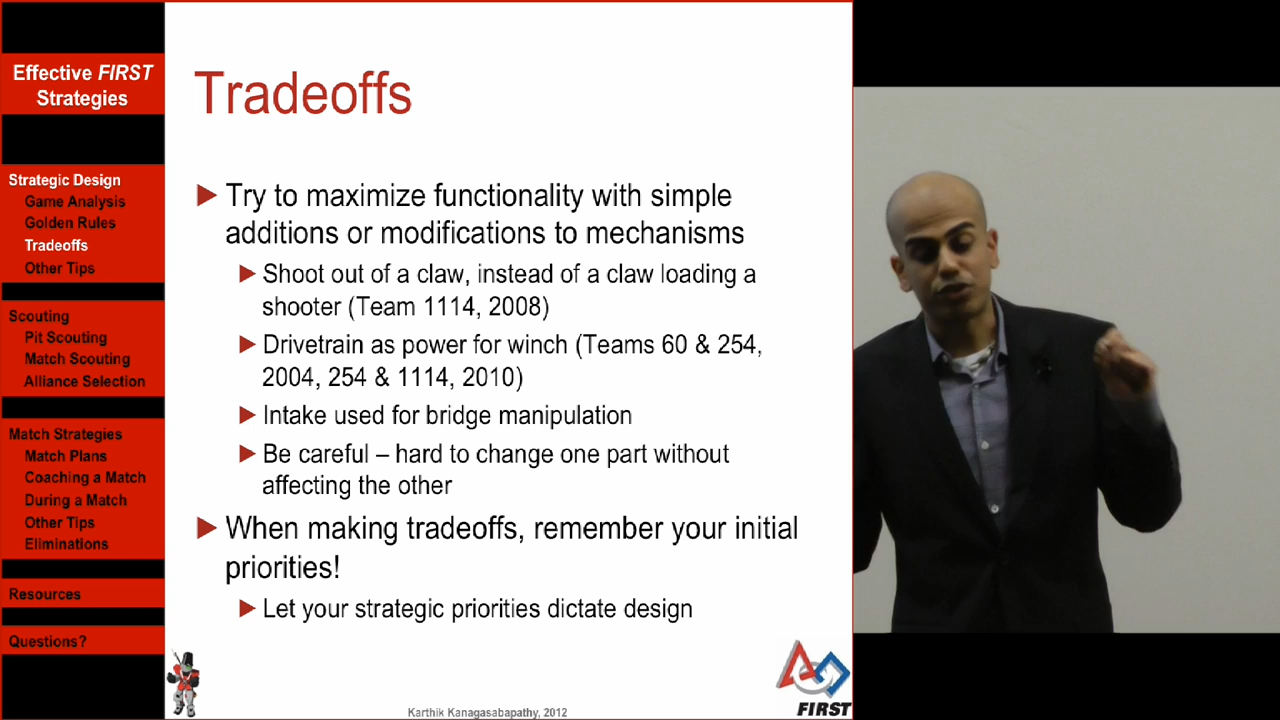 Effective FIRST
Strategies
Strategic Design
Game Analysis
Golden Rules
Tradeoffs
Other Tips
Scouting
Pit Scouting
Match Scouting
Alliance Selection
Match Strategies
Match Plans
Coaching a Match
During a Match
Other Tips
Eliminations
Resources
Questions?
Tradeoffs
Try to maximize functionality with simple
additions or modifications to mechanisms
Shoot out of a claw, instead of a claw loading a
shooter (Team 1114, 2008)
Drivetrain as power for winch (Teams 60 & 254,
2004, 254 & 1114, 2010)
Intake used for bridge manipulation
Be careful – hard to change one part without
affecting the other
When making tradeoffs, remember your initial
priorities!
Let your strategic priorities dictate design
Karthik Kanagasabapathy, 2012
FIRST